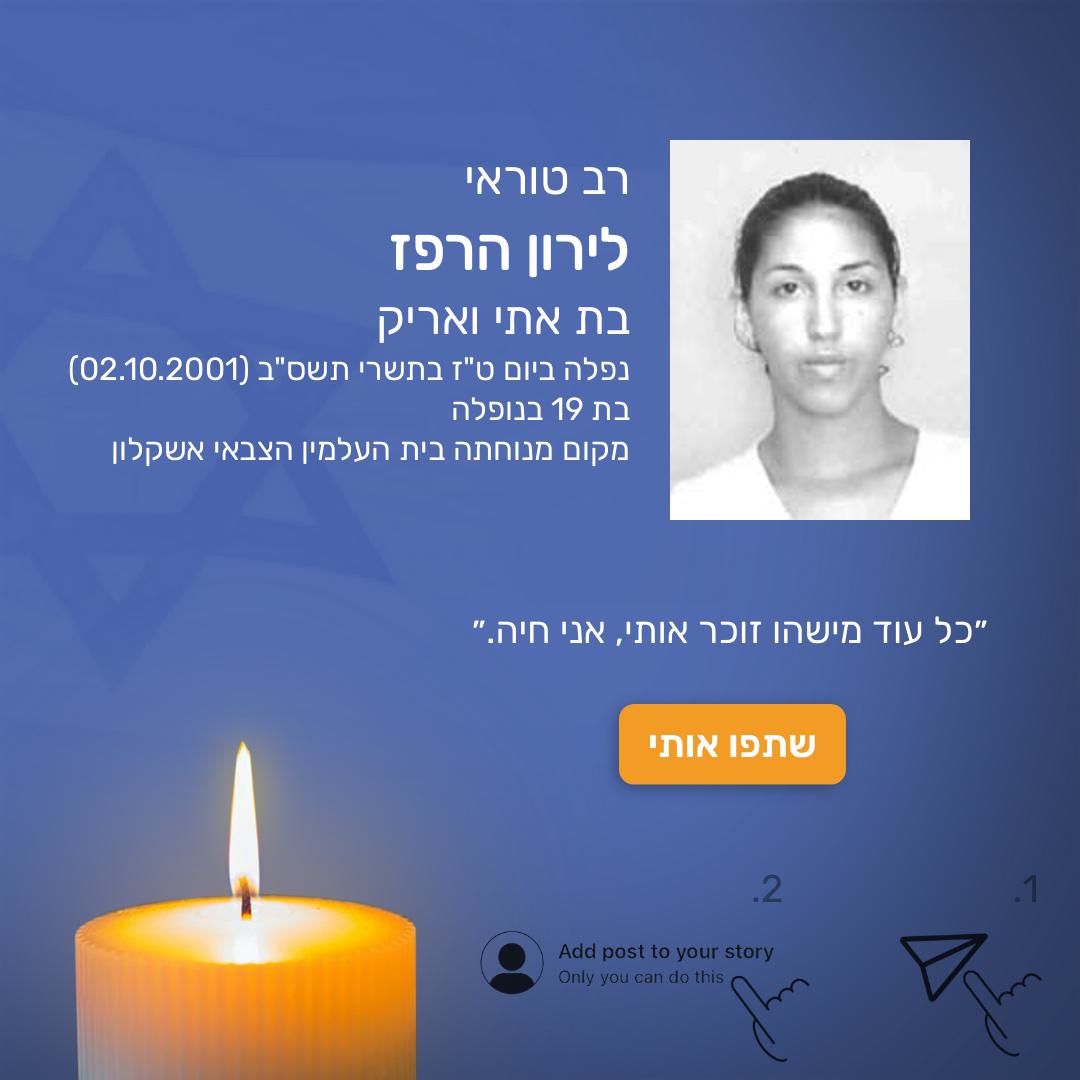 רב טוראי
לירון הרפז
בת אתי ואריק
נפלה ביום ט"ז בתשרי תשס"ב (02.10.2001)
בת 19 בנופלה
מקום מנוחתה בית העלמין הצבאי אשקלון
״כל עוד מישהו זוכר אותי, אני חיה.״
שתפו אותי
.1
.2
Add post to your story
Only you can do this